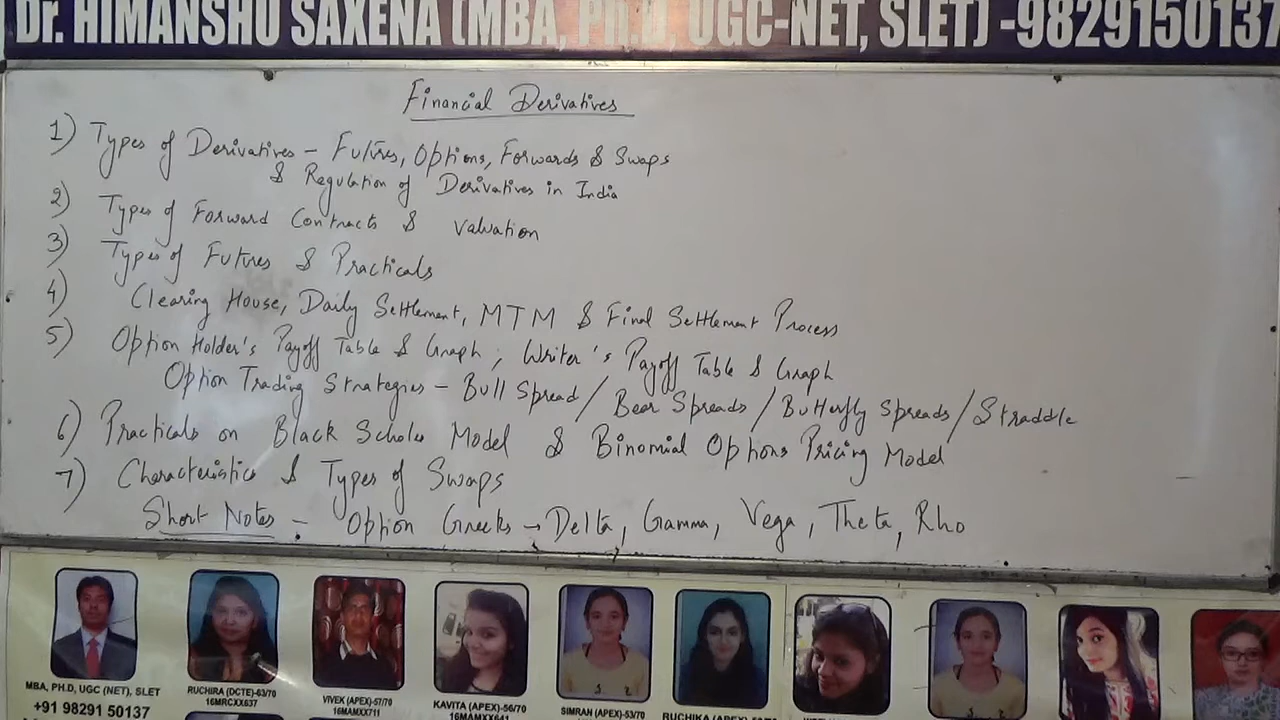 Dr. HIMANSHU SAXENA (MBA, Ph.D, UGC-NET, SLET) -9829150137
Financial Derivatives
1) Types of Derivatives - Futures, Options, Forwards & Swaps
& Regulation of Derivatives in India
2) Types of Forward Contracts & Valuation
3) Types of Futures & Practicals
4) Clearing House, Daily Settlement, MTM & Final Settlement Process
5) Option Holder's Payoff Table & Graph; Writer's Payoff Table & Graph
Option Trading Strategies - Bull Spread / Bear Spreads / Butterfly Spreads / Straddle
6) Practicals on Black Scholes Model & Binomial Options Pricing Model
7) Characteristics & Types of Swaps
Short Notes - Option Greeks → Delta, Gamma, Vega, Theta, Rho
MBA, PH.D, UGC (NET), SLET
+91 98291 50137
RUCHIRA (DCTE)-63/70
16MRCXX637
VIVEK (APEX)-57/70
16MAMXX711
KAVITA (APEX)-56/70
16MAMXX641
SIMRAN (APEX)-53/70
RUCHIKA (APEX)